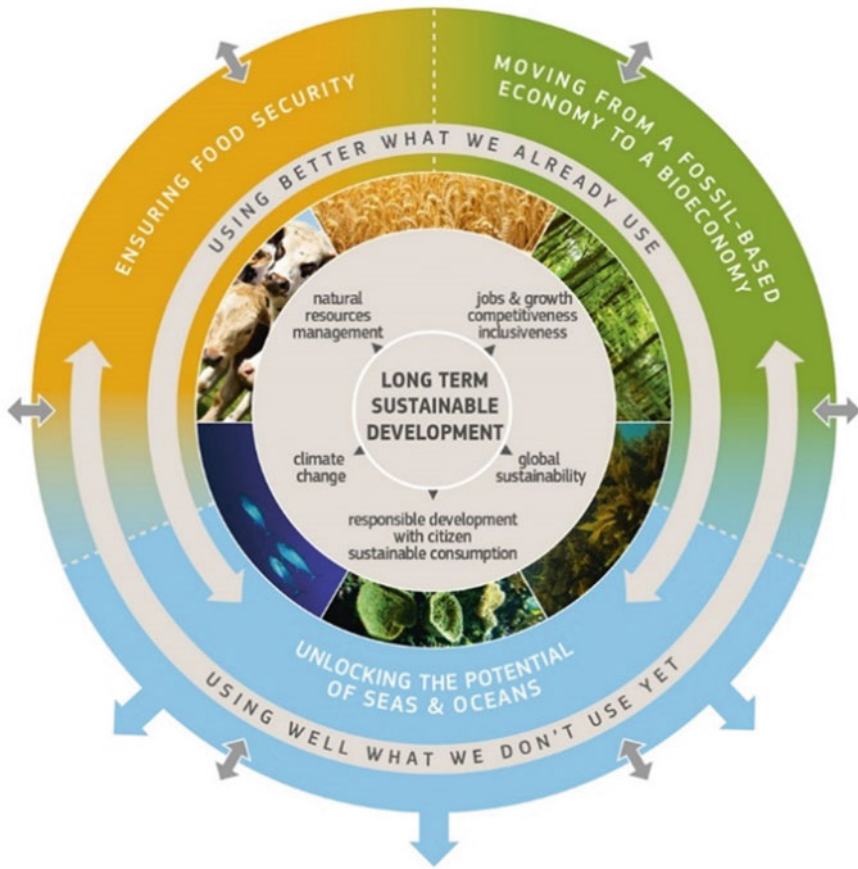 ENSURING FOOD SECURITY
MOVING FROM A FOSSIL-BASED
ECONOMY TO A BIOECONOMY
USING BETTER WHAT WE ALREADY USE
natural
resources
management
jobs & growth
competitiveness
inclusiveness
LONG TERM
SUSTAINABLE
DEVELOPMENT
climate
change
global
sustainability
responsible development
with citizen
sustainable consumption
UNLOCKING THE POTENTIAL
OF SEAS & OCEANS
USING WELL WHAT WE DON'T USE YET